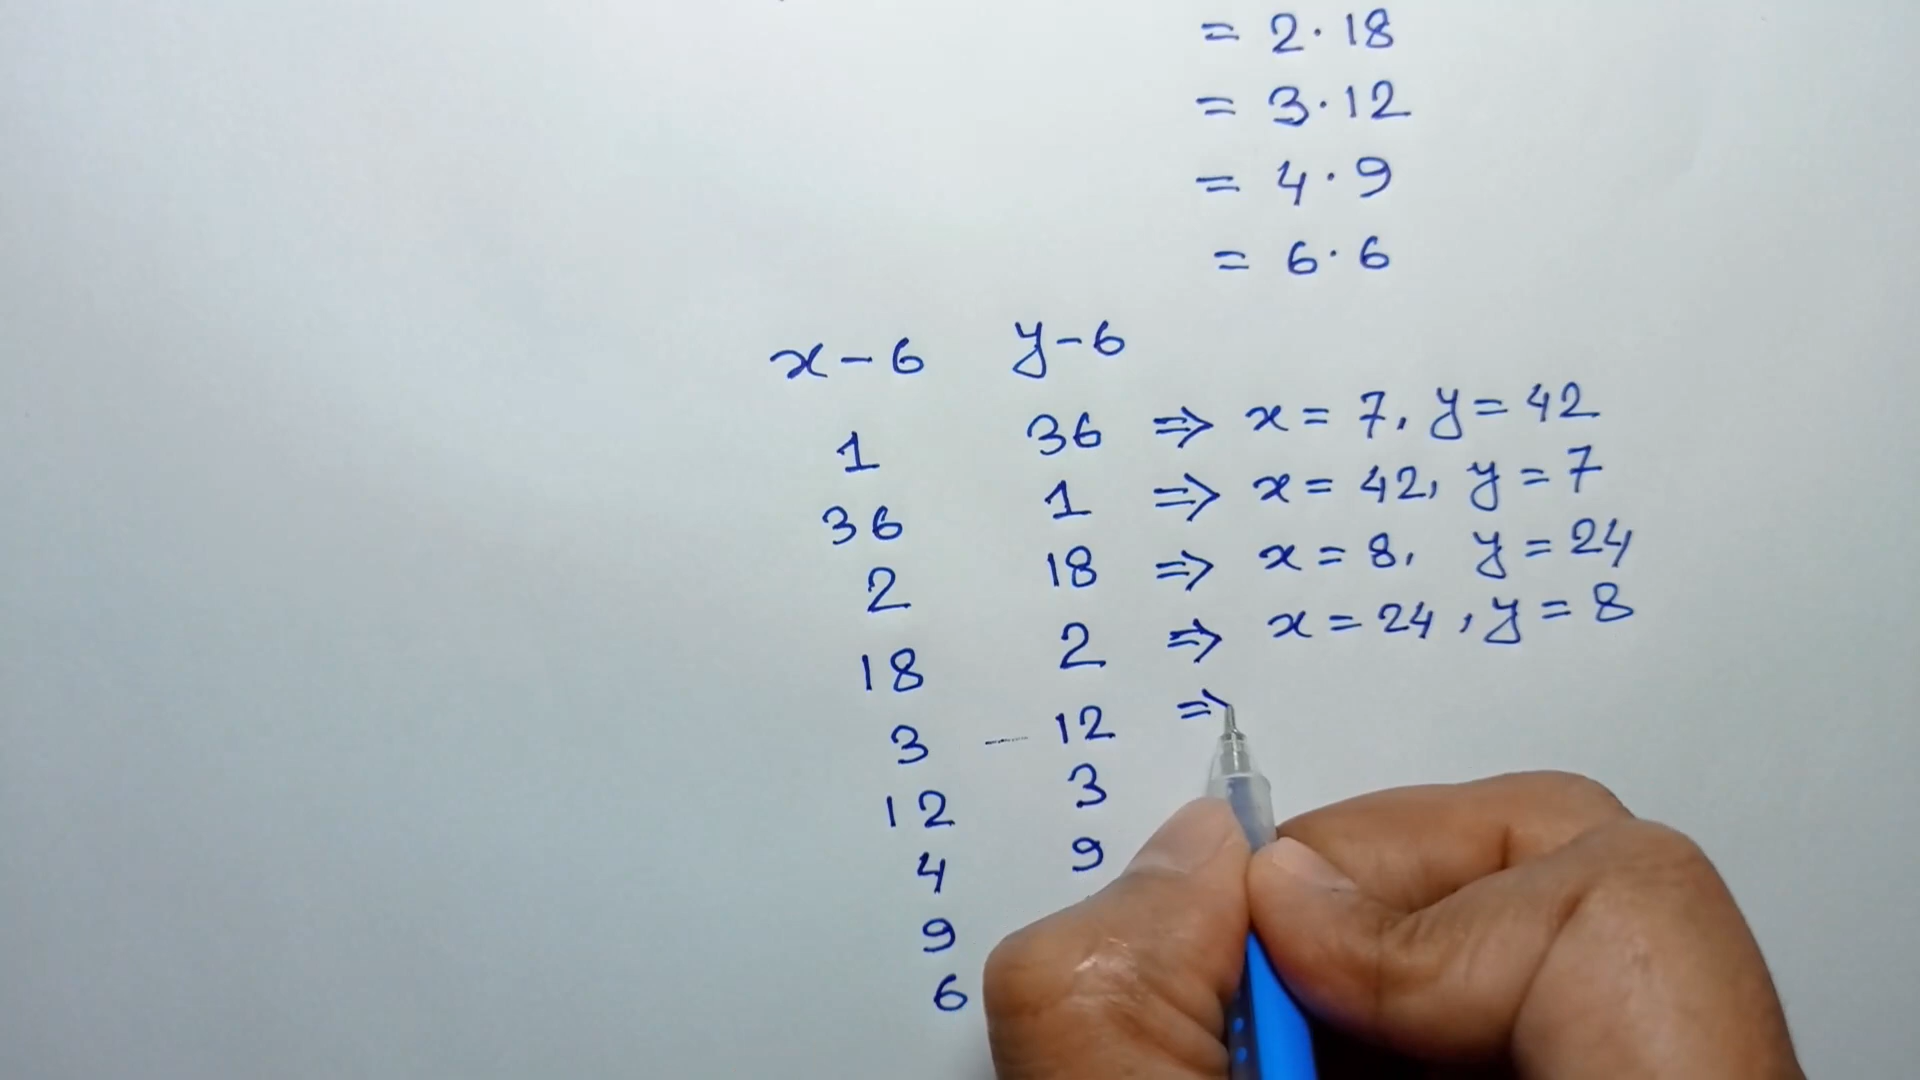 = 2·18
= 3·12
= 4·9
= 6·6
x-6 y-6
1 36 ⇒ x = 7, y = 42
36 1 ⇒ x = 42, y = 7
2 18 ⇒ x = 8, y = 24
18 2 ⇒ x = 24, y = 8
3 - 12 ⇒
12 3
4 9
9
6